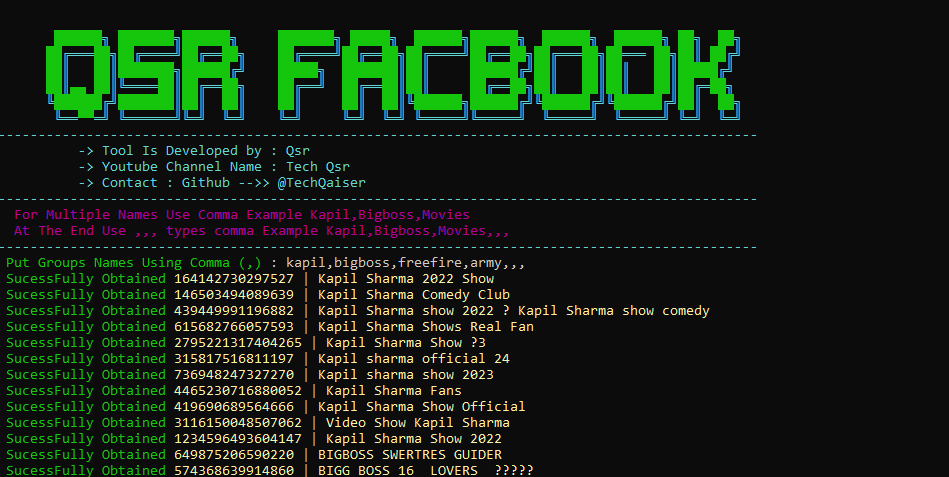 QSR FACBOOK
-> Tool Is Developed by : Qsr
-> Youtube Channel Name : Tech Qsr
-> Contact : Github -->> @TechQaiser
For Multiple Names Use Comma Example Kapil,Bigboss,Movies
At The End Use ,,, types comma Example Kapil,Bigboss,Movies,,,
Put Groups Names Using Comma (,) : kapil,bigboss,freefire,army,,,
SucessFully Obtained 164142730297527 | Kapil Sharma 2022 Show
SucessFully Obtained 146503494089639 | Kapil Sharma Comedy Club
SucessFully Obtained 439449991196882 | Kapil Sharma show 2022 ? Kapil Sharma show comedy
SucessFully Obtained 615682766057593 | Kapil Sharma Shows Real Fan
SucessFully Obtained 2795221317404265 | Kapil Sharma Show ?3
SucessFully Obtained 315817516811197 | Kapil sharma official 24
SucessFully Obtained 736948247327270 | Kapil sharma show 2023
SucessFully Obtained 4465230716880052 | Kapil Sharma Fans
SucessFully Obtained 419690689564666 | Kapil Sharma Show Official
SucessFully Obtained 3116150048507062 | Video Show Kapil Sharma
SucessFully Obtained 1234596493604147 | Kapil Sharma Show 2022
SucessFully Obtained 649875206590220 | BIGBOSS SWERTRES GUIDER
SucessFully Obtained 574368639914860 | BIGG BOSS 16  LOVERS  ?????